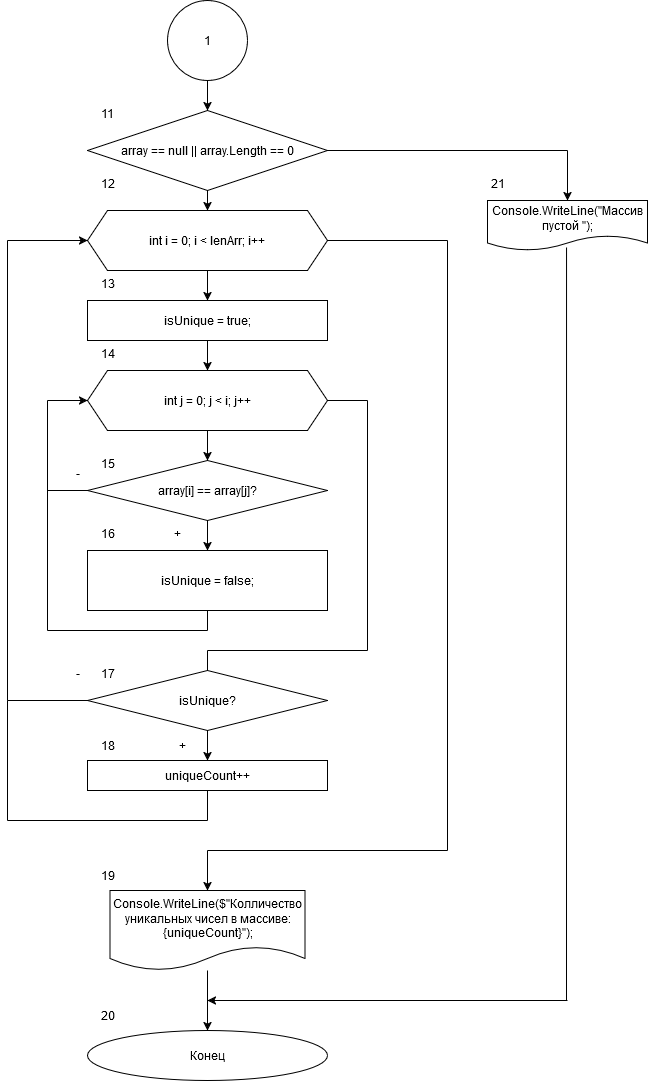 1
11
array == null || array.Length == 0
12
int i = 0; i < lenArr; i++
13
isUnique = true;
14
int j = 0; j < i; j++
15
-
array[i] == array[j]?
16
+
isUnique = false;
17
-
isUnique?
18
+
uniqueCount++
19
Console.WriteLine($"Колличество
уникальных чисел в массиве:
{uniqueCount}");
20
Конец
21
Console.WriteLine("Массив
пустой ");